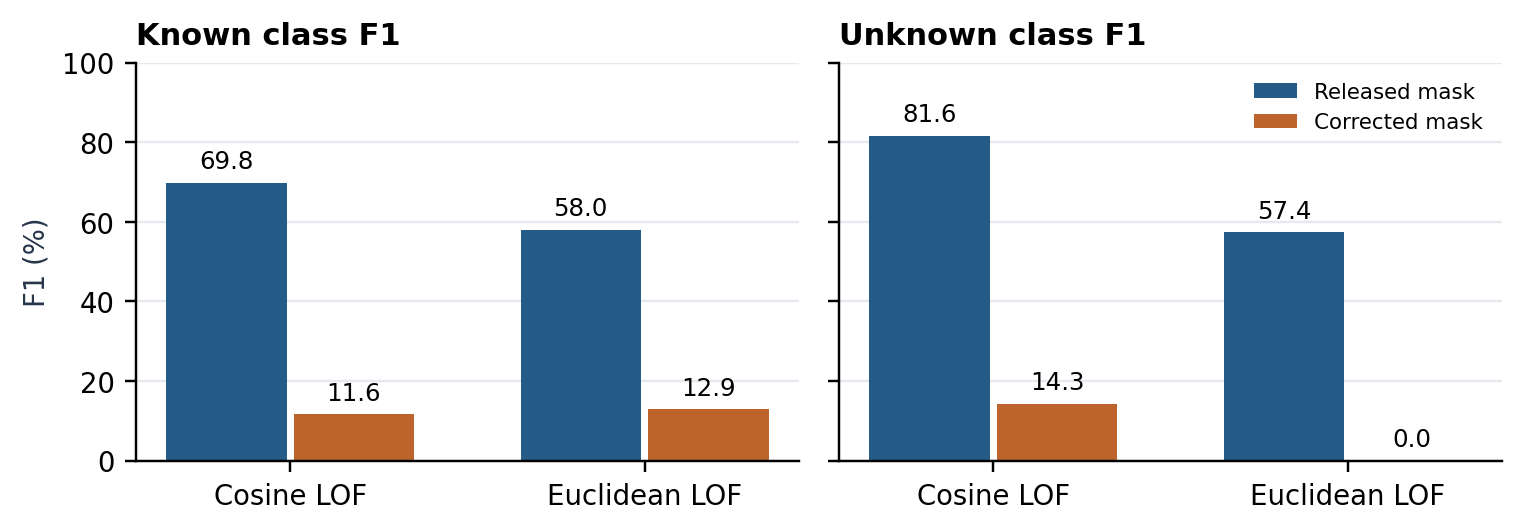 Known class F1
Unknown class F1
F1 (%)
100
80
60
40
20
0
69.8
11.6
58.0
12.9
Cosine LOF
Euclidean LOF
81.6
14.3
57.4
0.0
Released mask
Corrected mask
Cosine LOF
Euclidean LOF